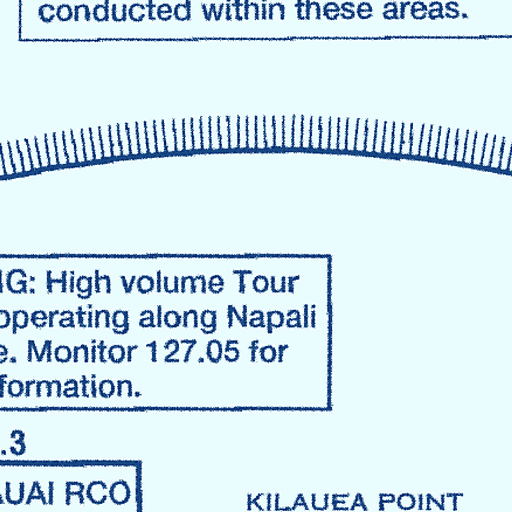 conducted within these areas.
IG: High volume Tour
operating along Napali
e. Monitor 127.05 for
formation.
.3
AUAI RCO
KILAUEA POINT